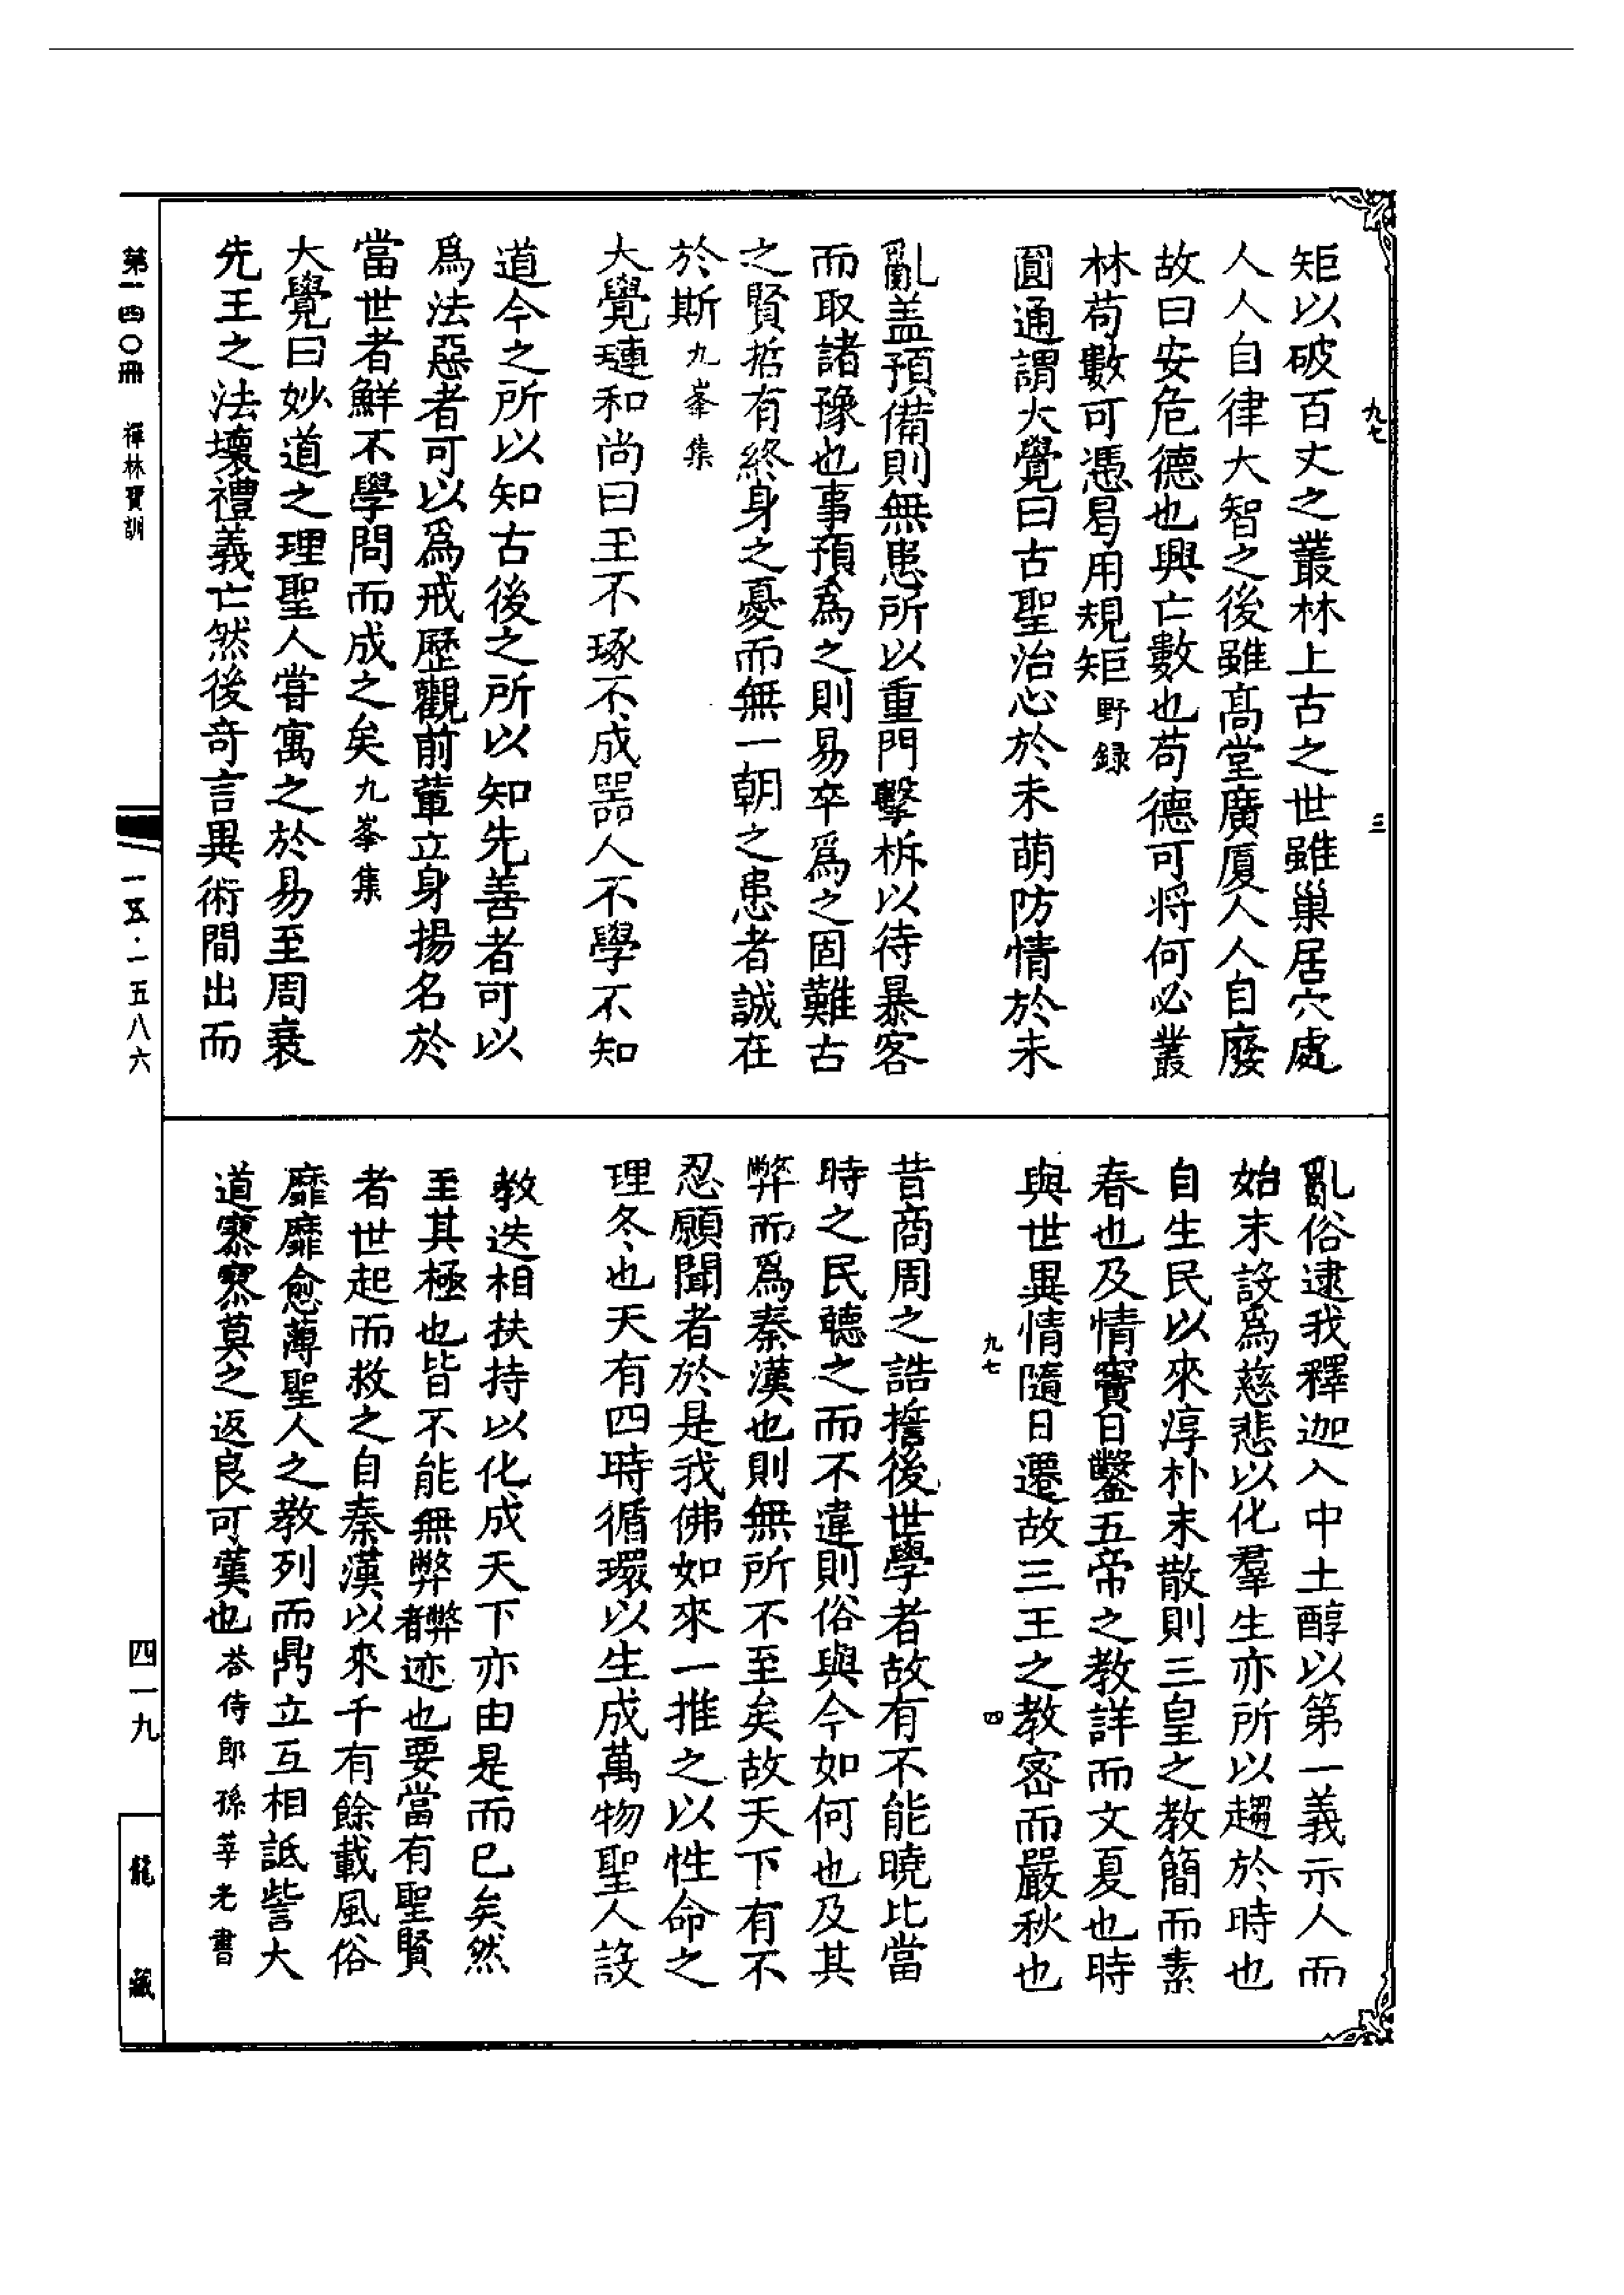 九七
三
矩以破百丈之叢林上古之世雖巢居穴處
人人自律大智之後雖髙堂廣厦人人自廢
故曰安危德也興亡數也苟德可将何必叢
林苟數可憑曷用規矩野録
圓通謂大覺曰古聖治心於未萌防情於未
亂盖預備則無患所以重門擊柝以待暴客
而取諸豫也事預爲之則易卒爲之固難古
之賢哲有終身之憂而無一朝之患者誠在
於斯九峯集
大覺璉和尚曰玉不琢不成噐人不學不知
道今之所以知古後之所以知先善者可以
爲法惡者可以爲戒歷觀前輩立身揚名於
當世者鮮不學問而成之矣九峯集
大覺曰妙道之理聖人甞寓之於易至周衰
先王之法壞禮義亡然後奇言異術間出而
亂俗逮我釋迦入中土醇以第一義示人而
始末設爲慈悲以化羣生亦所以趨於時也
自生民以來淳朴未散則三皇之教簡而素
春也及情竇日鑿五帝之教詳而文夏也時
與世異情隨日遷故三王之教密而嚴秋也
九七
四
昔商周之誥誓後世學者故有不能曉比當
時之民聽之而不違則俗與今如何也及其
弊而爲秦漢也則無所不至矣故天下有不
忍願聞者於是我佛如來一推之以性命之
理冬也天有四時循環以生成萬物聖人設
教迭相扶持以化成天下亦由是而已矣然
至其極也皆不能無弊弊者迹也要當有聖賢
者世起而救之自秦漢以來千有餘載風俗
靡靡愈薄聖人之教列而鼎立互相詆訾大
道寥寥莫之返良可嘆也荅侍郎孫莘老書
第一四〇冊 禪林寶訓
一五·一五八六
四一九
龍藏